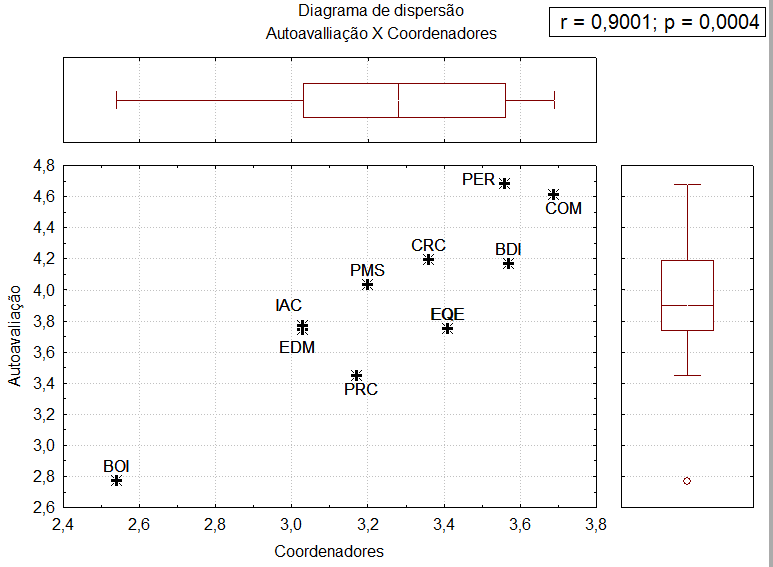 Diagrama de dispersão
Autoavalliação X Coordenadores
r = 0,9001; p = 0,0004
4,8
4,6
4,4
4,2
4,0
3,8
3,6
3,4
3,2
3,0
2,8
2,6
Autoavaliação
PER
COM
CRC
BDI
PMS
IAC
EQE
EDM
PRC
BOI
2,4
2,6
2,8
3,0
3,2
3,4
3,6
3,8
Coordenadores